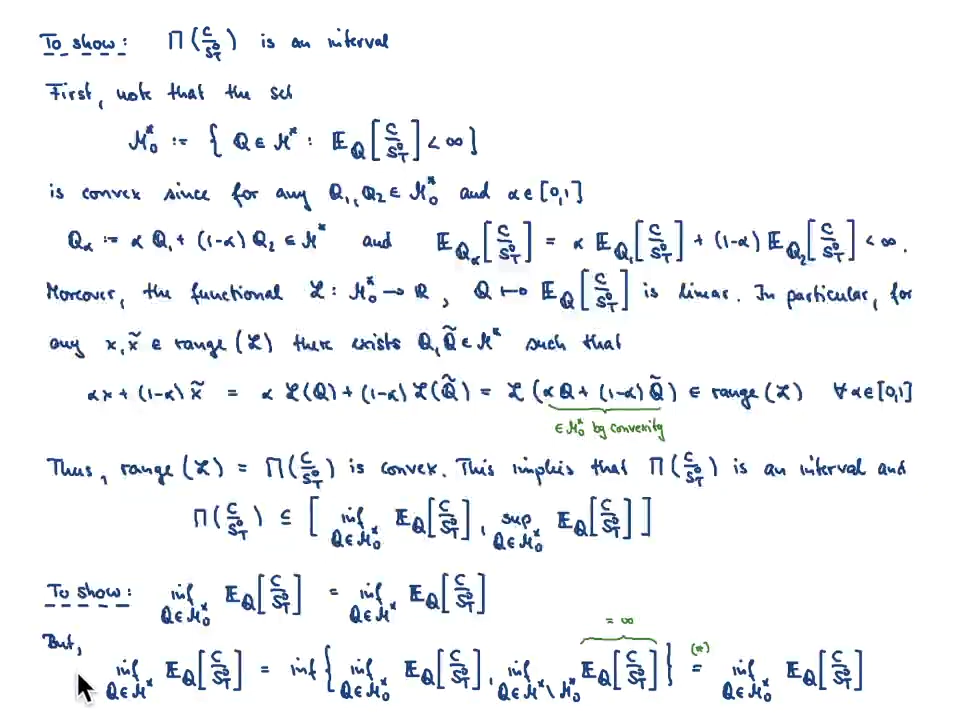 To show: Π(C/S⁰_T) is an interval
First, note that the set
M*₀ := { Q ∈ M* : E_Q[C/S⁰_T] < ∞ }
is convex since for any Q₁, Q₂ ∈ M*₀ and α ∈ [0,1]
Q_α := α Q₁ + (1-α) Q₂ ∈ M* and E_{Q_α}[C/S⁰_T] = α E_{Q₁}[C/S⁰_T] + (1-α) E_{Q₂}[C/S⁰_T] < ∞.
Moreover, the functional L : M*₀ → R, Q ↦ E_Q[C/S⁰_T] is linear. In particular, for
any x, x̃ ∈ range(L) there exists Q, Q̃ ∈ M* such that
αx + (1-α) x̃ = α L(Q) + (1-α) L(Q̃) = L(α Q + (1-α) Q̃) ∈ range(L) ∀ α ∈ [0,1]
∈ M*₀ by convexity
Thus, range(L) = Π(C/S⁰_T) is convex. This implies that Π(C/S⁰_T) is an interval and
Π(C/S⁰_T) ⊆ [ inf_{Q∈M*₀} E_Q[C/S⁰_T], sup_{Q∈M*₀} E_Q[C/S⁰_T] ]
To show: inf_{Q∈M*₀} E_Q[C/S⁰_T] = inf_{Q∈M*} E_Q[C/S⁰_T]
= ∞
But,
inf_{Q∈M*} E_Q[C/S⁰_T] = inf{ inf_{Q∈M*₀} E_Q[C/S⁰_T], inf_{Q∈M*\M*₀} E_Q[C/S⁰_T] } (*)= inf_{Q∈M*₀} E_Q[C/S⁰_T]